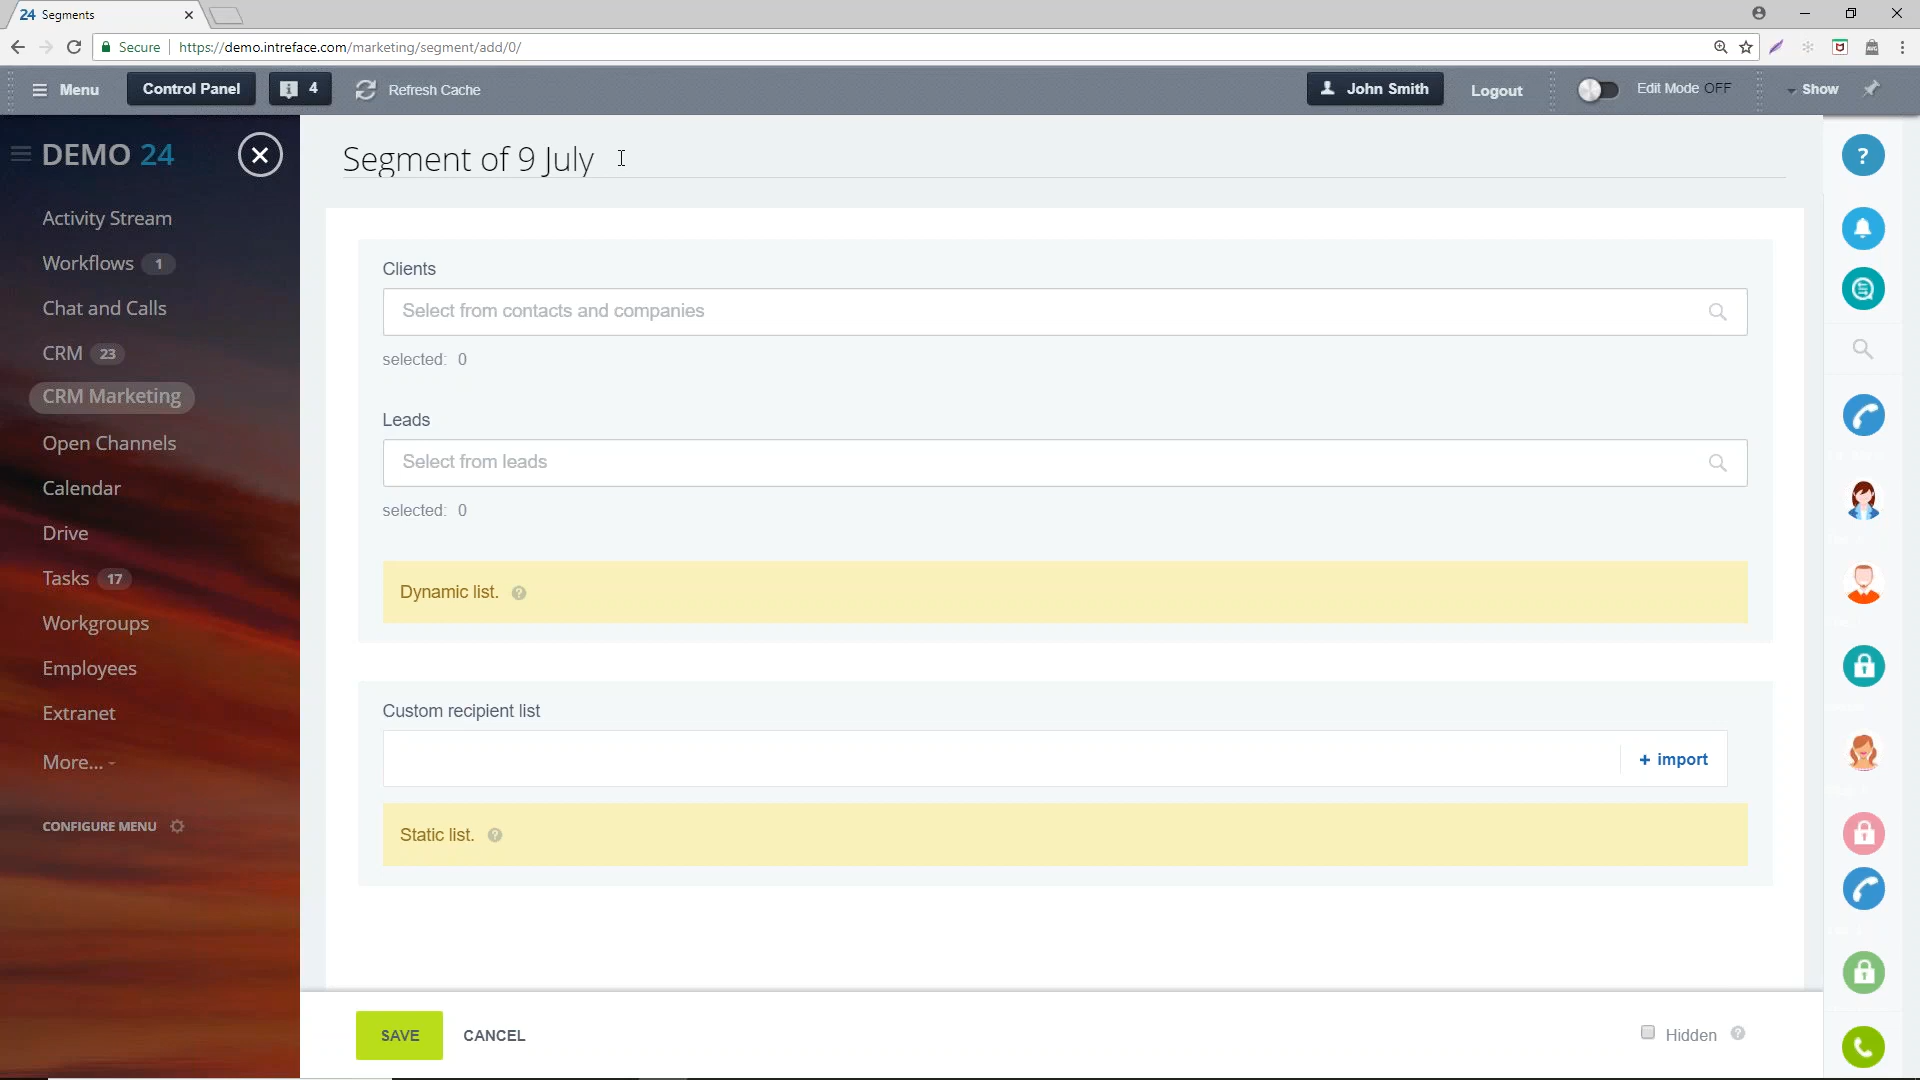 24 Segments
Secure https://demo.intreface.com/marketing/segment/add/0/
Menu Control Panel 4 Refresh Cache John Smith Logout Edit Mode OFF Show
DEMO 24
Segment of 9 July
?
Activity Stream
Workflows 1
Chat and Calls
CRM 23
CRM Marketing
Open Channels
Calendar
Drive
Tasks 17
Workgroups
Employees
Extranet
More...
CONFIGURE MENU
Clients
Select from contacts and companies
selected: 0
Leads
Select from leads
selected: 0
Dynamic list. ?
Custom recipient list
+ import
Static list. ?
SAVE CANCEL Hidden ?